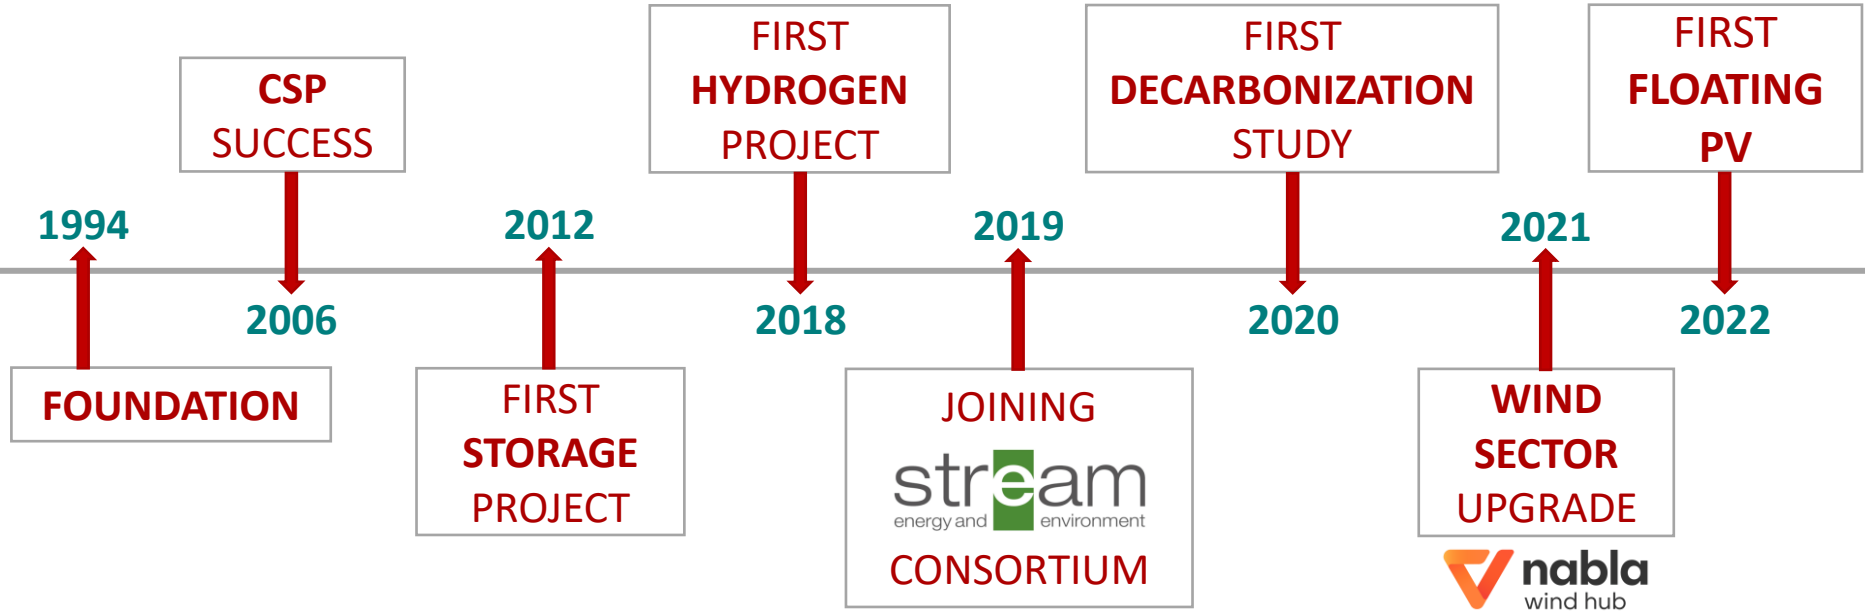 1994
FOUNDATION
CSP
SUCCESS
2006
2012
FIRST
STORAGE
PROJECT
FIRST
HYDROGEN
PROJECT
2018
2019
JOINING
stream
energy and environment
CONSORTIUM
FIRST
DECARBONIZATION
STUDY
2020
2021
WIND
SECTOR
UPGRADE
nabla
wind hub
FIRST
FLOATING
PV
2022